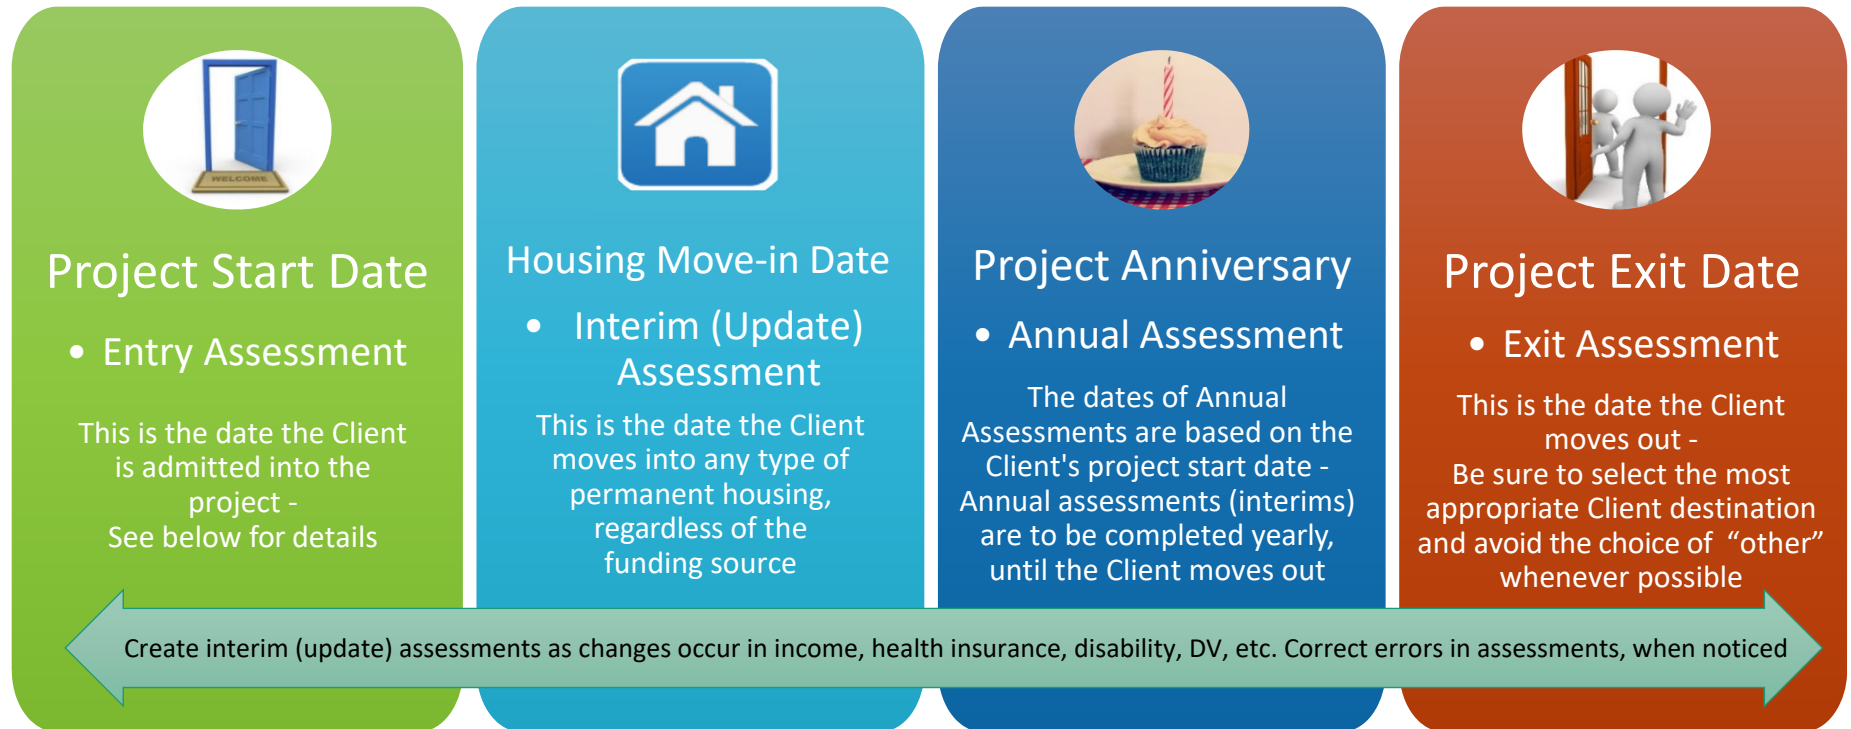 WELCOME
Project Start Date
• Entry Assessment
This is the date the Client
is admitted into the
project -
See below for details
Housing Move-in Date
• Interim (Update)
Assessment
This is the date the Client
moves into any type of
permanent housing,
regardless of the
funding source
Project Anniversary
• Annual Assessment
The dates of Annual
Assessments are based on the
Client's project start date -
Annual assessments (interims)
are to be completed yearly,
until the Client moves out
Project Exit Date
• Exit Assessment
This is the date the Client
moves out -
Be sure to select the most
appropriate Client destination
and avoid the choice of “other”
whenever possible
Create interim (update) assessments as changes occur in income, health insurance, disability, DV, etc. Correct errors in assessments, when noticed